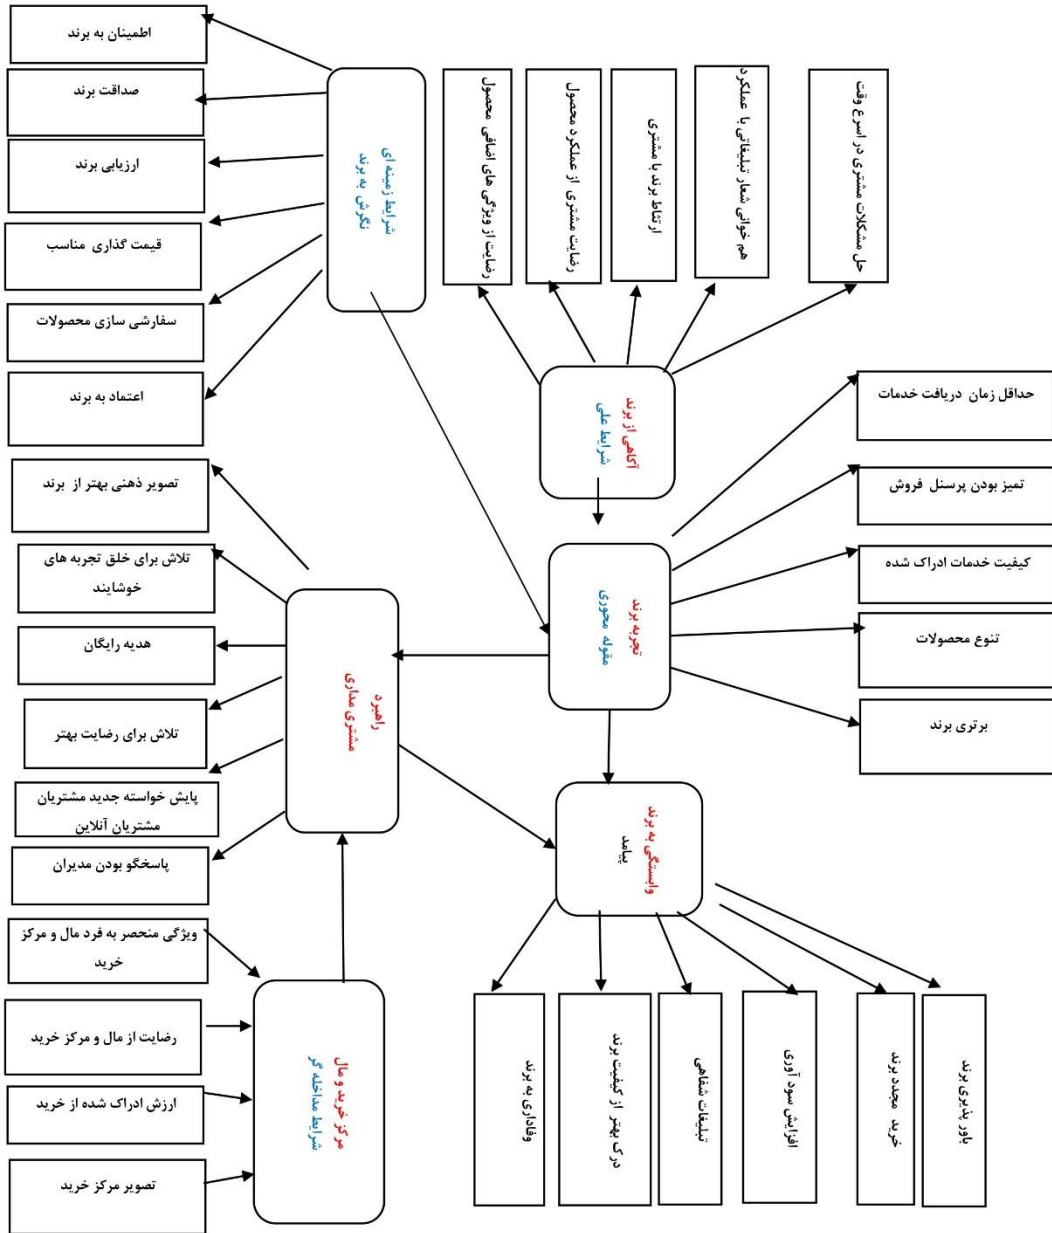 اطمینان به برند
صداقت برند
ارزیابی برند
قیمت گذاری مناسب
سفارشی سازی محصولات
اعتماد به برند
شرایط زمینه ای
نگرش به برند
رضایت از ویژگی های اضافی محصول
رضایت مشتری از عملکرد محصول
ارتباط برند با مشتری
هم خوانی شعار تبلیغاتی با عملکرد
حل مشکلات مشتری در اسرع وقت
آگاهی از برند
شرایط علی
حداقل زمان دریافت خدمات
تمیز بودن پرسنل فروش
کیفیت خدمات ادراک شده
تنوع محصولات
برتری برند
تجربه برند
مقوله محوری
تصویر ذهنی بهتر از برند
تلاش برای خلق تجربه های
خوشایند
هدیه رایگان
تلاش برای رضایت بهتر
پایش خواسته جدید مشتریان
مشتریان آنلاین
پاسخگو بودن مدیران
راهبرد
مشتری مداری
وابستگی به برند
پیامد
ویژگی منحصر به فرد مال و مرکز
خرید
رضایت از مال و مرکز خرید
ارزش ادراک شده از خرید
تصویر مرکز خرید
مرکز خرید و مال
شرایط مداخله گر
وفاداری به برند
درک بهتر از کیفیت برند
تبلیغات شفاهی
افزایش سود آوری
خرید مجدد برند
باور پذیری برند